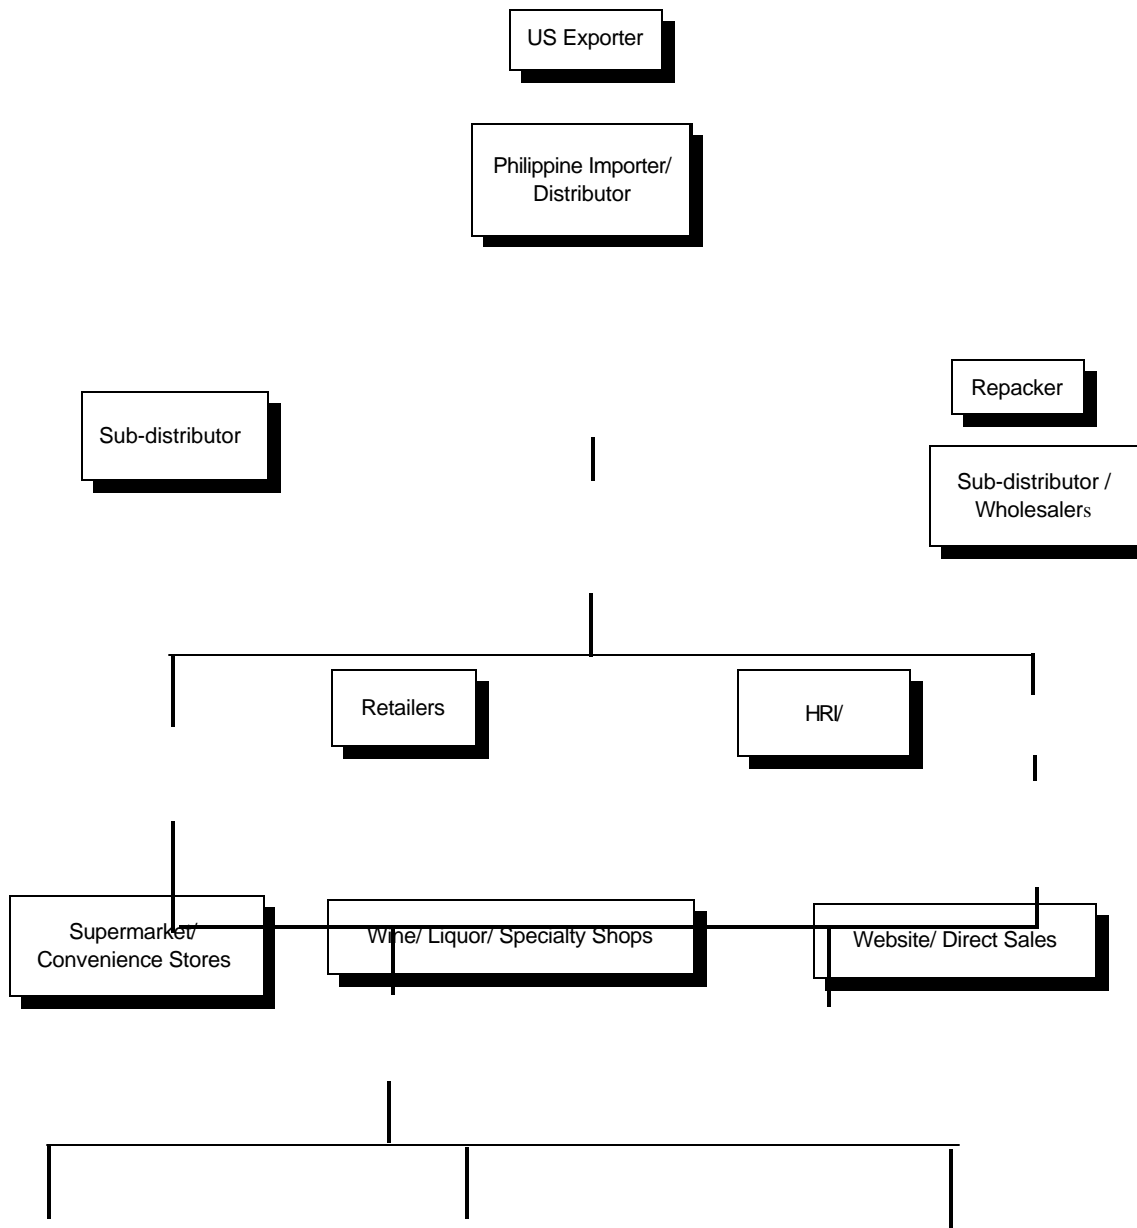 US Exporter
Philippine Importer/
Distributor
Repacker
Sub-distributor
Sub-distributor /
Wholesalers
Retailers
HRI/
Supermarket/
Convenience Stores
Wine/ Liquor/ Specialty Shops
Website/ Direct Sales